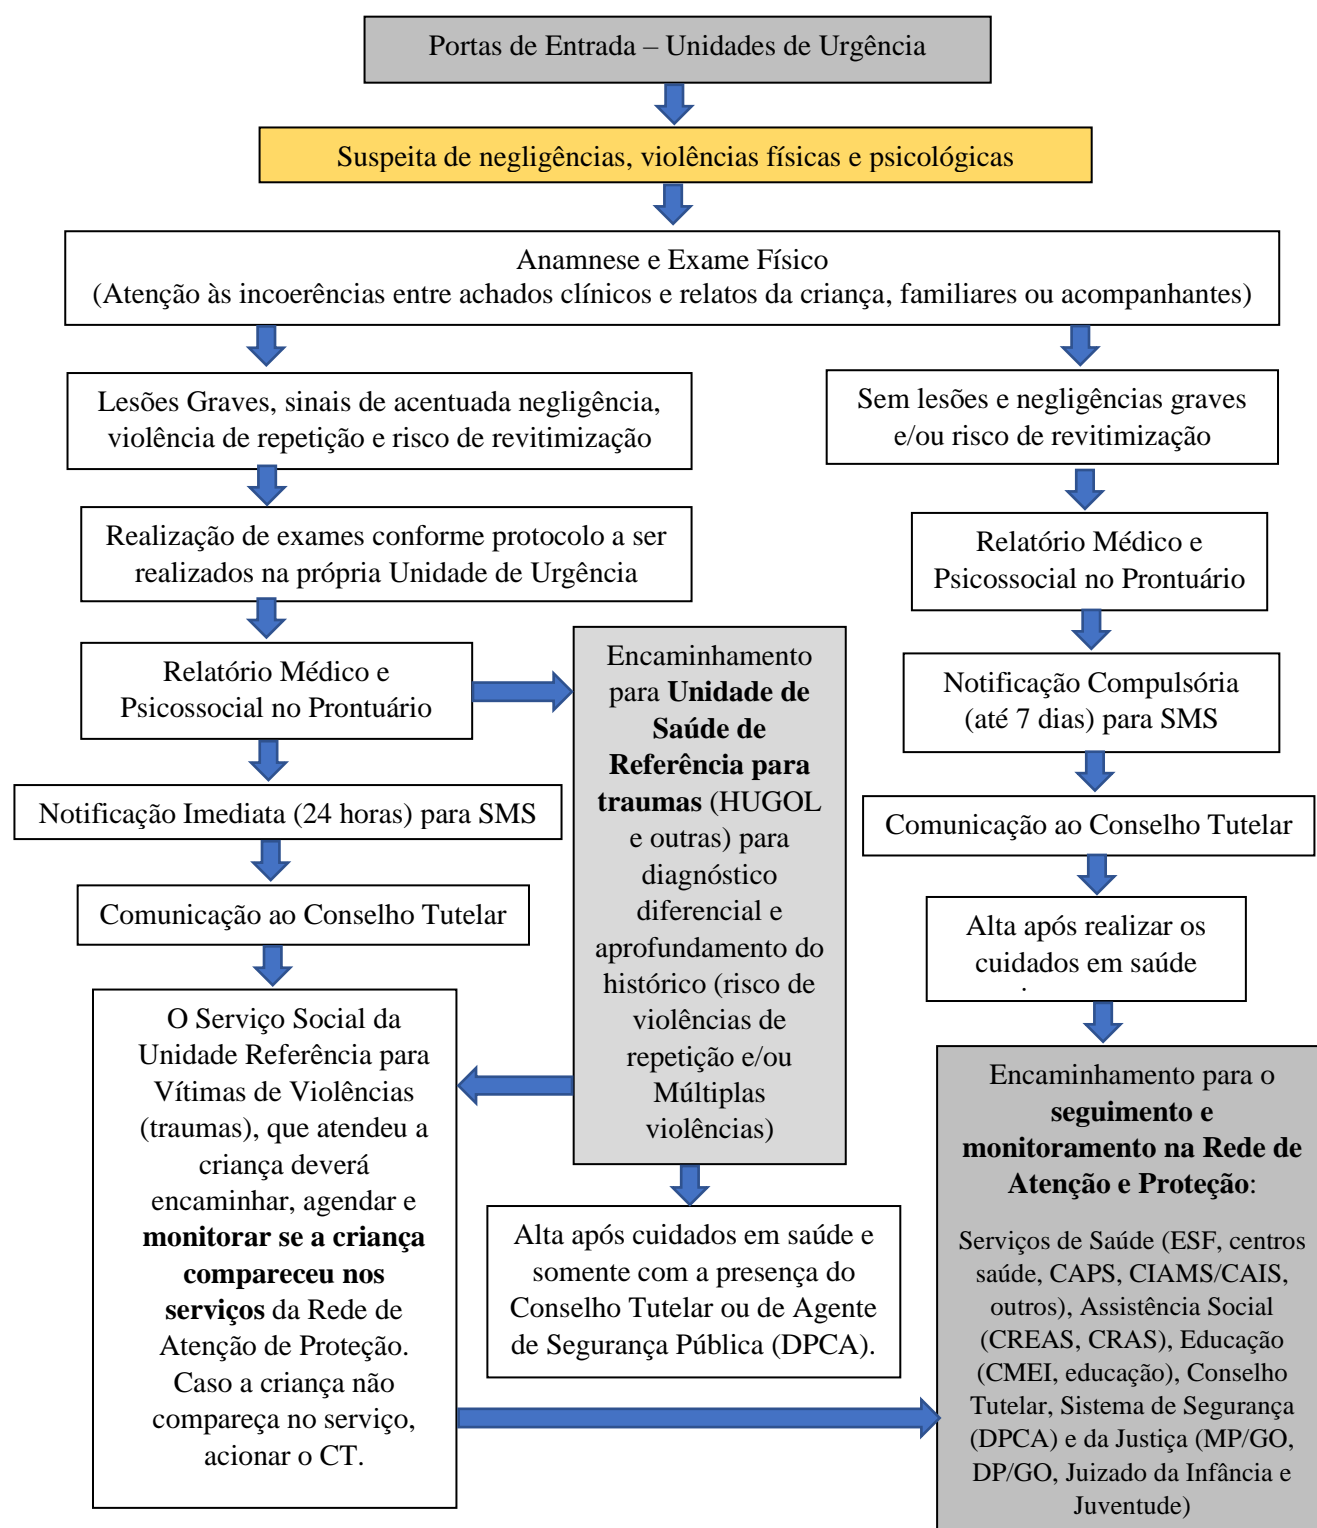 Portas de Entrada – Unidades de Urgência
Suspeita de negligências, violências físicas e psicológicas
Anamnese e Exame Físico
(Atenção às incoerências entre achados clínicos e relatos da criança, familiares ou acompanhantes)
Lesões Graves, sinais de acentuada negligência,
violência de repetição e risco de revitimização
Realização de exames conforme protocolo a ser
realizados na própria Unidade de Urgência
Relatório Médico e
Psicossocial no Prontuário
Notificação Imediata (24 horas) para SMS
Comunicação ao Conselho Tutelar
O Serviço Social da
Unidade Referência para
Vítimas de Violências
(traumas), que atendeu a
criança deverá
encaminhar, agendar e
monitorar se a criança
compareceu nos
serviços da Rede de
Atenção de Proteção.
Caso a criança não
compareça no serviço,
acionar o CT.
Encaminhamento
para Unidade de
Saúde de
Referência para
traumas (HUGOL
e outras) para
diagnóstico
diferencial e
aprofundamento do
histórico (risco de
violências de
repetição e/ou
Múltiplas
violências)
Alta após cuidados em saúde e
somente com a presença do
Conselho Tutelar ou de Agente
de Segurança Pública (DPCA).
Sem lesões e negligências graves
e/ou risco de revitimização
Relatório Médico e
Psicossocial no Prontuário
Notificação Compulsória
(até 7 dias) para SMS
Comunicação ao Conselho Tutelar
Alta após realizar os
cuidados em saúde
Encaminhamento para o
seguimento e
monitoramento na Rede de
Atenção e Proteção:
Serviços de Saúde (ESF, centros
saúde, CAPS, CIAMS/CAIS,
outros), Assistência Social
(CREAS, CRAS), Educação
(CMEI, educação), Conselho
Tutelar, Sistema de Segurança
(DPCA) e da Justiça (MP/GO,
DP/GO, Juizado da Infância e
Juventude)